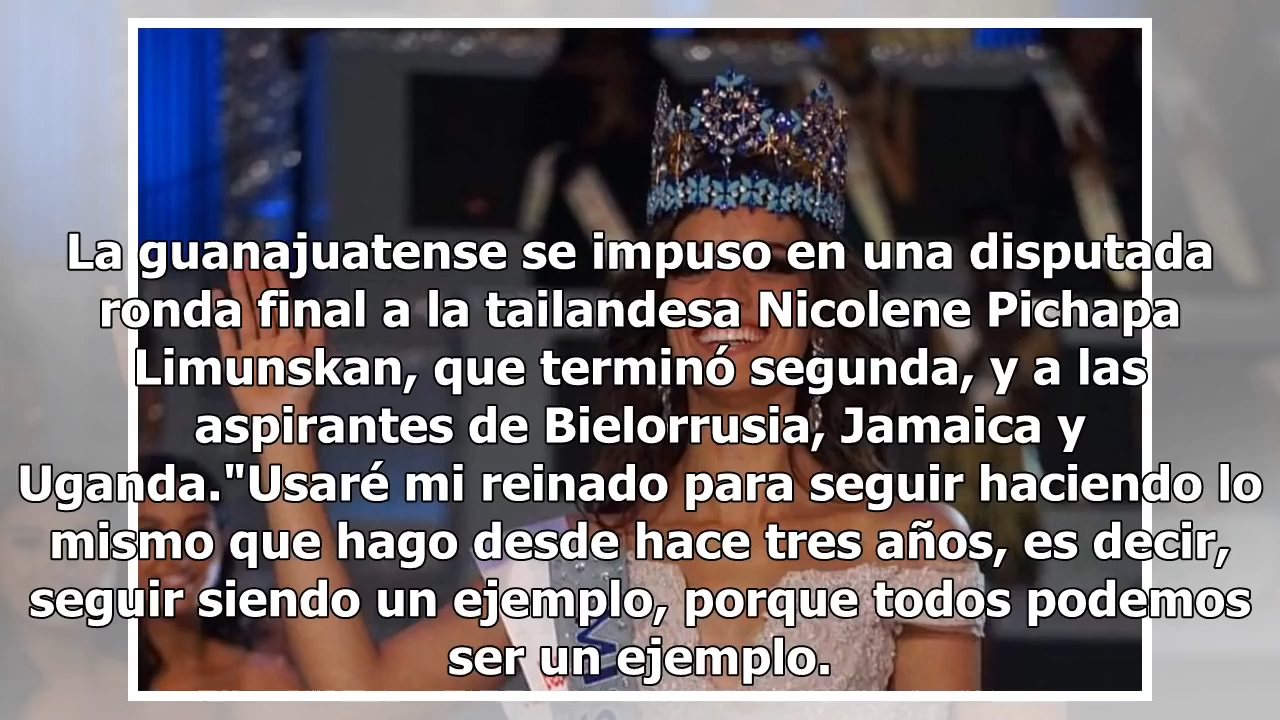 La guanajuatense se impuso en una disputada
ronda final a la tailandesa Nicolene Pichapa
Limunskan, que terminó segunda, y a las
aspirantes de Bielorrusia, Jamaica y
Uganda."Usaré mi reinado para seguir haciendo lo
mismo que hago desde hace tres años, es decir,
seguir siendo un ejemplo, porque todos podemos
ser un ejemplo.